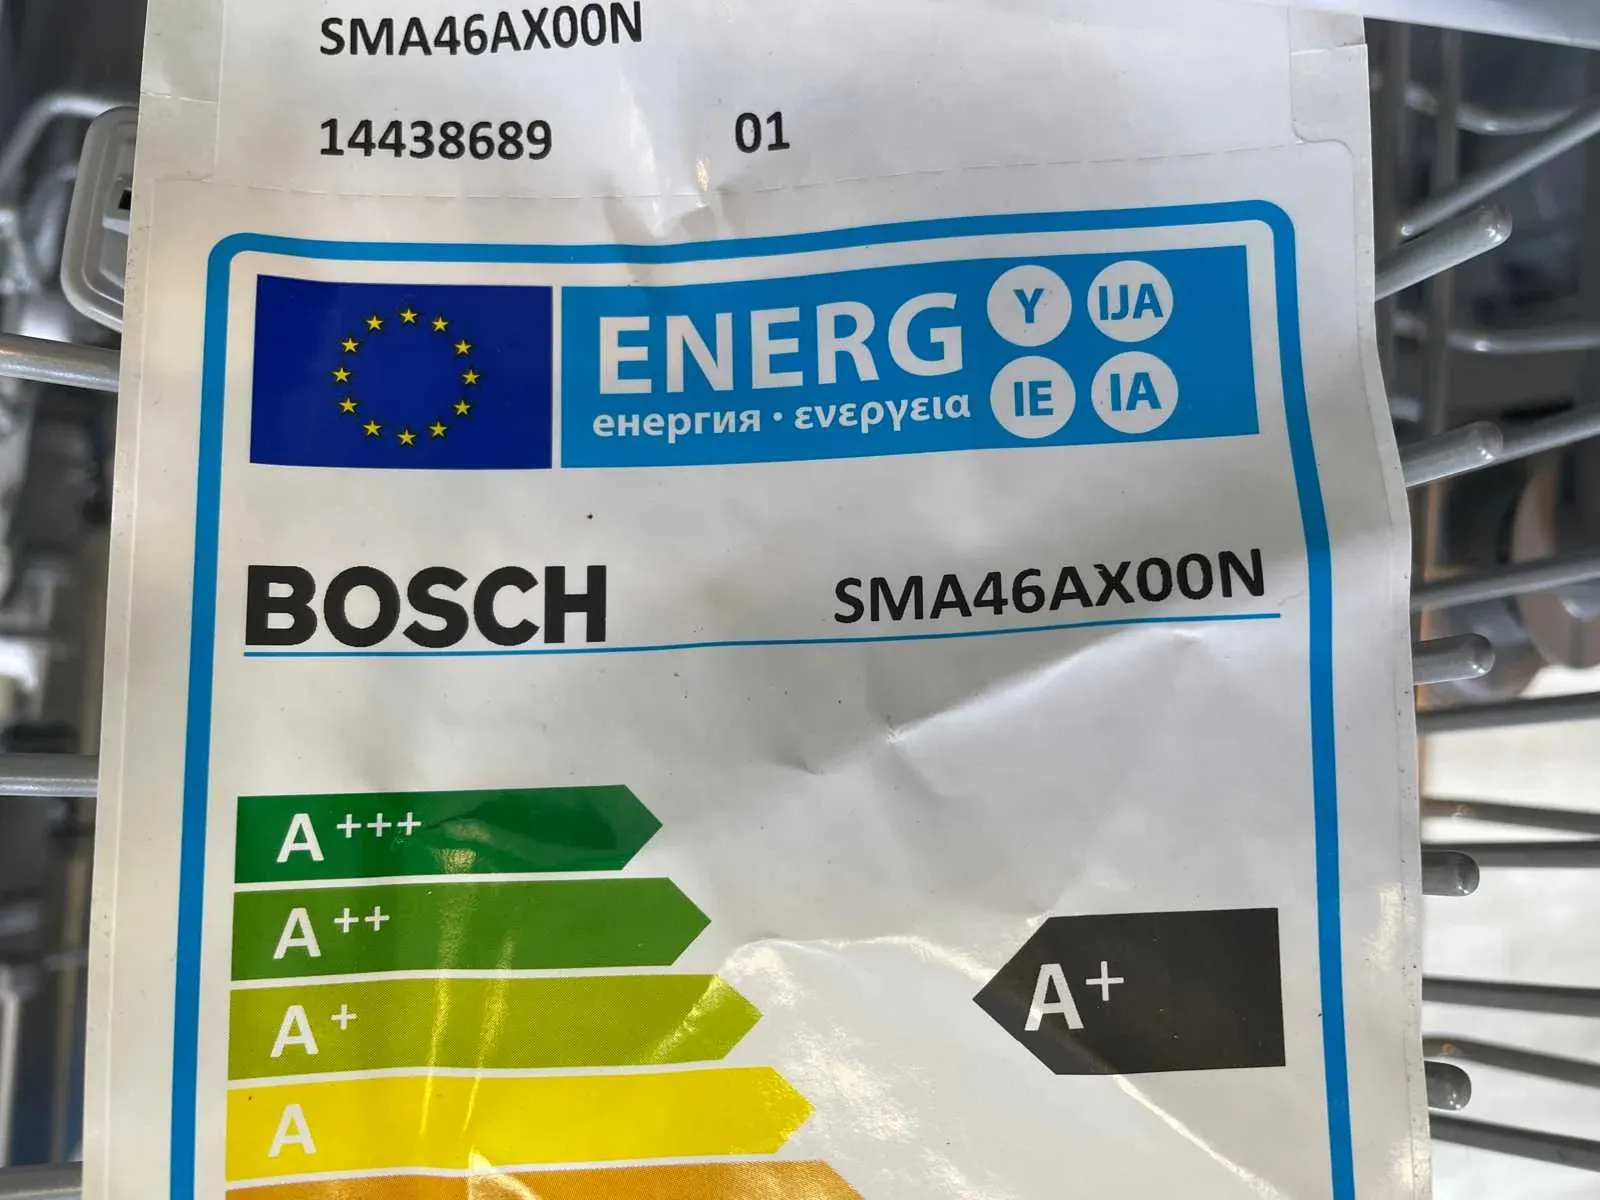 SMA46AX00N
14438689 01
ENERG Y IJA
енергия · ενεργεια IE IA
BOSCH SMA46AX00N
A+++
A++
A+
A+
A